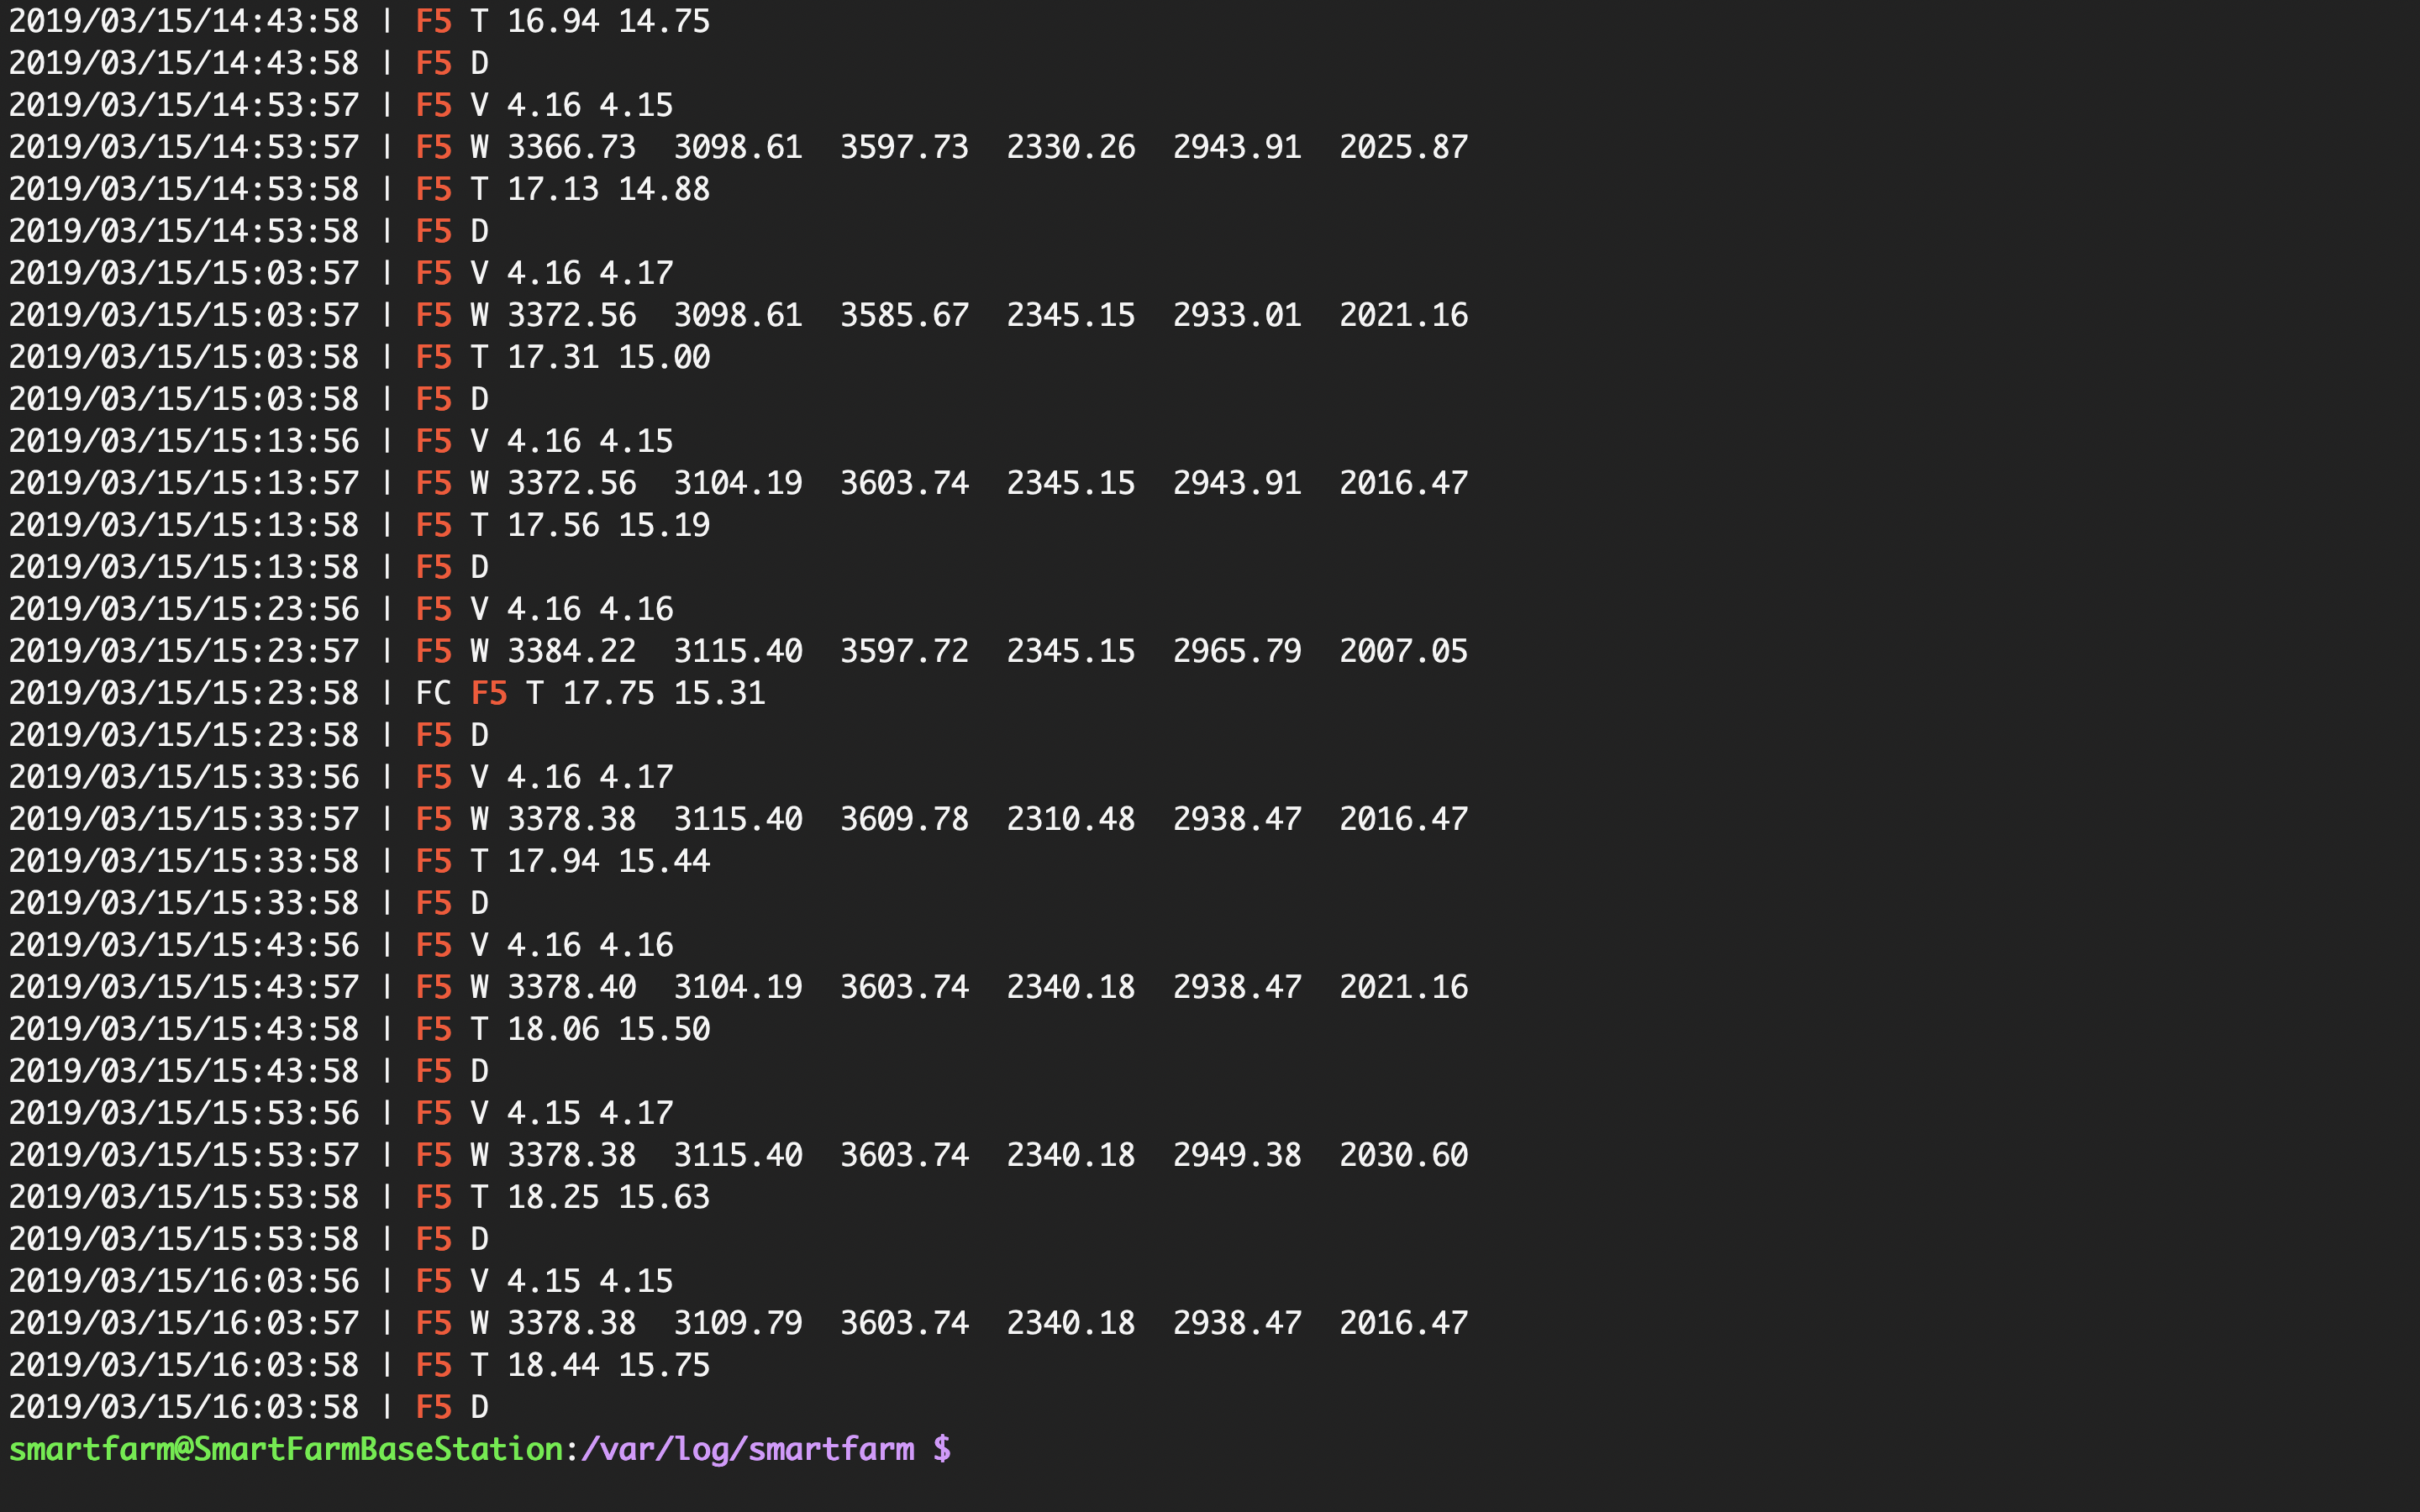 2019/03/15/14:43:58 | F5 T 16.94 14.75
2019/03/15/14:43:58 | F5 D
2019/03/15/14:53:57 | F5 V 4.16 4.15
2019/03/15/14:53:57 | F5 W 3366.73  3098.61  3597.73  2330.26  2943.91  2025.87
2019/03/15/14:53:58 | F5 T 17.13 14.88
2019/03/15/14:53:58 | F5 D
2019/03/15/15:03:57 | F5 V 4.16 4.17
2019/03/15/15:03:57 | F5 W 3372.56  3098.61  3585.67  2345.15  2933.01  2021.16
2019/03/15/15:03:58 | F5 T 17.31 15.00
2019/03/15/15:03:58 | F5 D
2019/03/15/15:13:56 | F5 V 4.16 4.15
2019/03/15/15:13:57 | F5 W 3372.56  3104.19  3603.74  2345.15  2943.91  2016.47
2019/03/15/15:13:58 | F5 T 17.56 15.19
2019/03/15/15:13:58 | F5 D
2019/03/15/15:23:56 | F5 V 4.16 4.16
2019/03/15/15:23:57 | F5 W 3384.22  3115.40  3597.72  2345.15  2965.79  2007.05
2019/03/15/15:23:58 | FC F5 T 17.75 15.31
2019/03/15/15:23:58 | F5 D
2019/03/15/15:33:56 | F5 V 4.16 4.17
2019/03/15/15:33:57 | F5 W 3378.38  3115.40  3609.78  2310.48  2938.47  2016.47
2019/03/15/15:33:58 | F5 T 17.94 15.44
2019/03/15/15:33:58 | F5 D
2019/03/15/15:43:56 | F5 V 4.16 4.16
2019/03/15/15:43:57 | F5 W 3378.40  3104.19  3603.74  2340.18  2938.47  2021.16
2019/03/15/15:43:58 | F5 T 18.06 15.50
2019/03/15/15:43:58 | F5 D
2019/03/15/15:53:56 | F5 V 4.15 4.17
2019/03/15/15:53:57 | F5 W 3378.38  3115.40  3603.74  2340.18  2949.38  2030.60
2019/03/15/15:53:58 | F5 T 18.25 15.63
2019/03/15/15:53:58 | F5 D
2019/03/15/16:03:56 | F5 V 4.15 4.15
2019/03/15/16:03:57 | F5 W 3378.38  3109.79  3603.74  2340.18  2938.47  2016.47
2019/03/15/16:03:58 | F5 T 18.44 15.75
2019/03/15/16:03:58 | F5 D
smartfarm@SmartFarmBaseStation:/var/log/smartfarm $